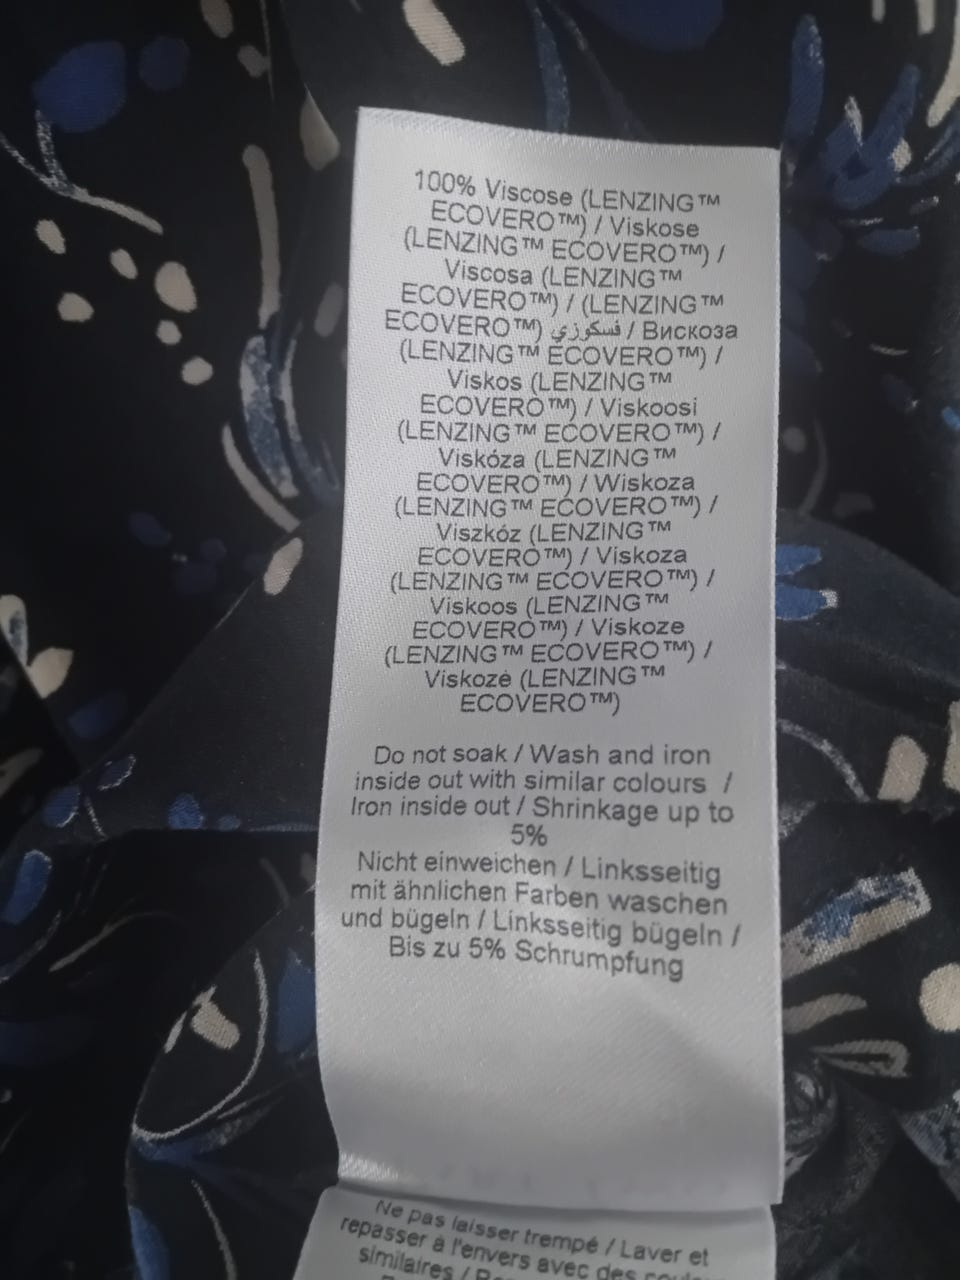 100% Viscose (LENZING™
ECOVERO™) / Viskose
(LENZING™ ECOVERO™) /
Viscosa (LENZING™
ECOVERO™) / (LENZING™
ECOVERO™) فسكوزي / Вискоза
(LENZING™ ECOVERO™) /
Viskos (LENZING™
ECOVERO™) / Viskoosi
(LENZING™ ECOVERO™) /
Viskóza (LENZING™
ECOVERO™) / Wiskoza
(LENZING™ ECOVERO™) /
Viszkóz (LENZING™
ECOVERO™) / Viskoza
(LENZING™ ECOVERO™) /
Viskoos (LENZING™
ECOVERO™) / Viskoze
(LENZING™ ECOVERO™) /
Viskozė (LENZING™
ECOVERO™)
Do not soak / Wash and iron
inside out with similar colours /
Iron inside out / Shrinkage up to
5%
Nicht einweichen / Linksseitig
mit ähnlichen Farben waschen
und bügeln / Linksseitig bügeln /
Bis zu 5% Schrumpfung
Ne pas laisser trempé / Laver et
repasser à l'envers avec des
similaires /